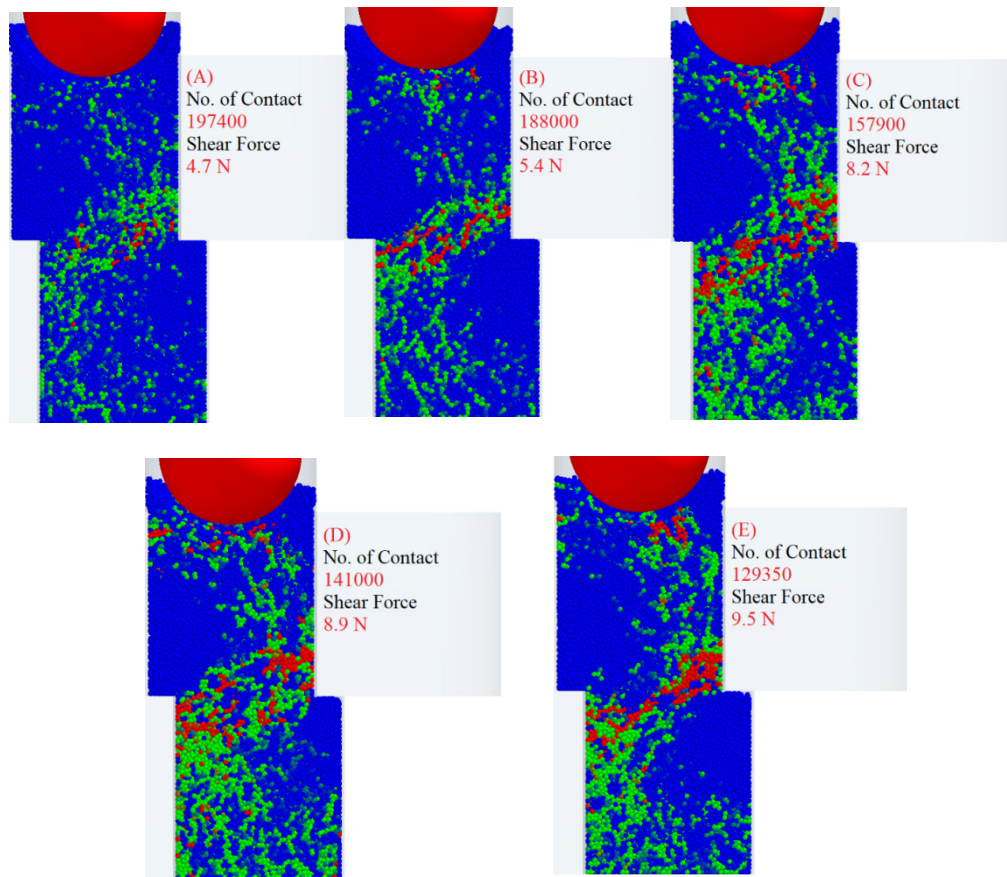 (A)
No. of Contact
197400
Shear Force
4.7 N
(B)
No. of Contact
188000
Shear Force
5.4 N
(C)
No. of Contact
157900
Shear Force
8.2 N
(D)
No. of Contact
141000
Shear Force
8.9 N
(E)
No. of Contact
129350
Shear Force
9.5 N